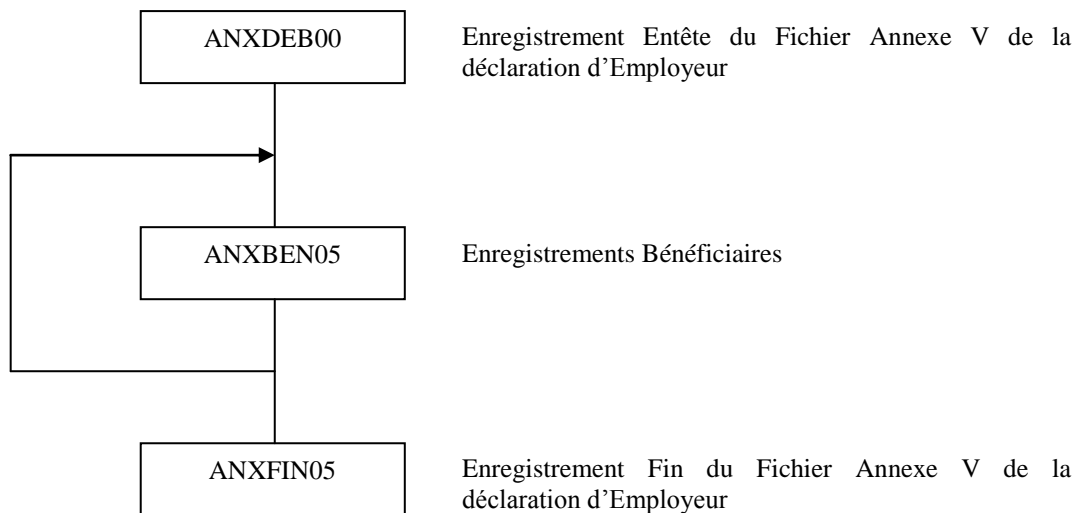 ANXDEB00
Enregistrement Entête du Fichier Annexe V de la
déclaration d’Employeur
ANXBEN05
Enregistrements Bénéficiaires
ANXFIN05
Enregistrement Fin du Fichier Annexe V de la
déclaration d’Employeur